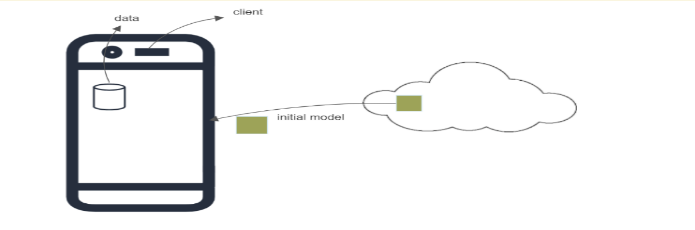 client
data
initial model